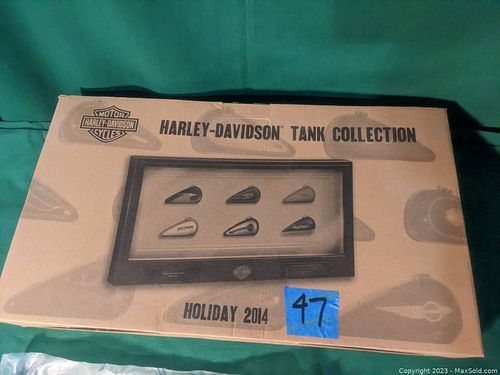 MOTOR
HARLEY-DAVIDSON
CYCLES
HARLEY-DAVIDSON TANK COLLECTION
HOLIDAY 2014
47
Copyright 2023 - MaxSold.com